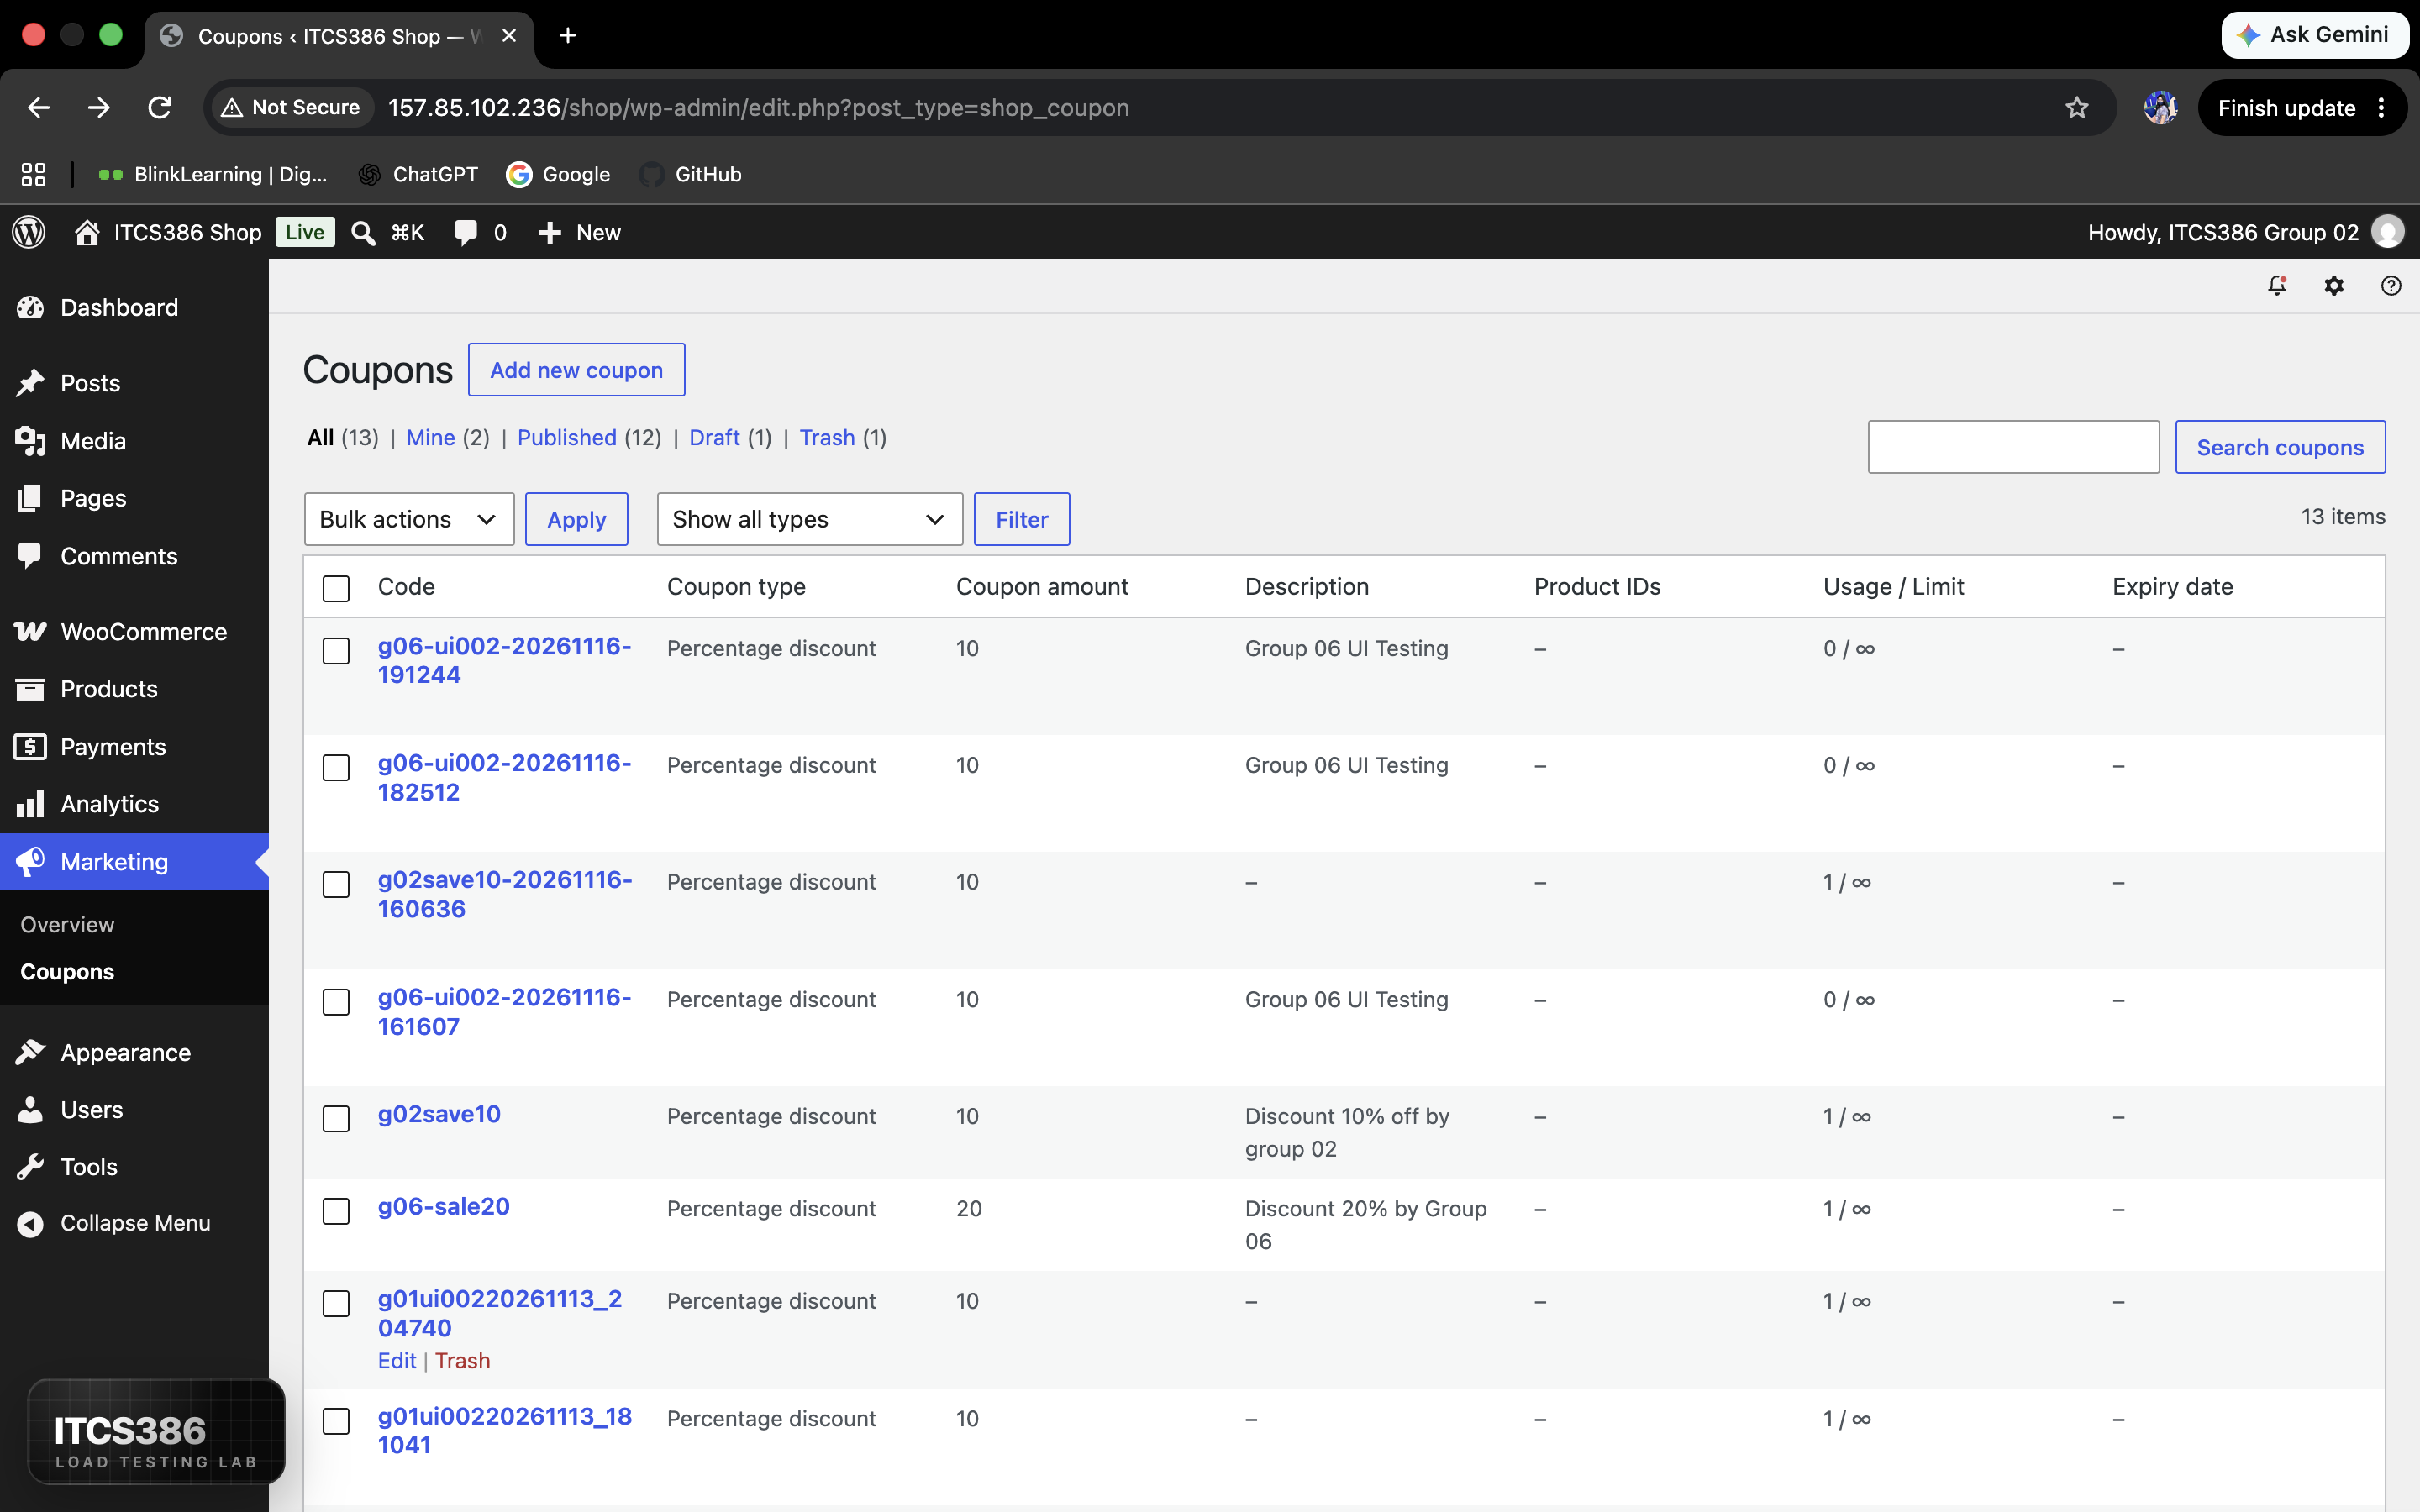 Coupons ‹ ITCS386 Shop — W
Ask Gemini
Not Secure 157.85.102.236/shop/wp-admin/edit.php?post_type=shop_coupon
Finish update
BlinkLearning | Dig...
ChatGPT
Google
GitHub
ITCS386 Shop Live ⌘K 0 New
Howdy, ITCS386 Group 02
Dashboard
Posts
Media
Pages
Comments
WooCommerce
Products
Payments
Analytics
Marketing
Overview
Coupons
Appearance
Users
Tools
Collapse Menu
ITCS386
LOAD TESTING LAB
Coupons Add new coupon
All (13) | Mine (2) | Published (12) | Draft (1) | Trash (1)
Search coupons
Bulk actions Apply Show all types Filter
13 items
Code Coupon type Coupon amount Description Product IDs Usage / Limit Expiry date
g06-ui002-20261116- Percentage discount 10 Group 06 UI Testing – 0 / ∞ –
191244
g06-ui002-20261116- Percentage discount 10 Group 06 UI Testing – 0 / ∞ –
182512
g02save10-20261116- Percentage discount 10 – – 1 / ∞ –
160636
g06-ui002-20261116- Percentage discount 10 Group 06 UI Testing – 0 / ∞ –
161607
g02save10 Percentage discount 10 Discount 10% off by – 1 / ∞ –
group 02
g06-sale20 Percentage discount 20 Discount 20% by Group – 1 / ∞ –
06
g01ui00220261113_2 Percentage discount 10 – – 1 / ∞ –
04740
Edit | Trash
g01ui00220261113_18 Percentage discount 10 – – 1 / ∞ –
1041